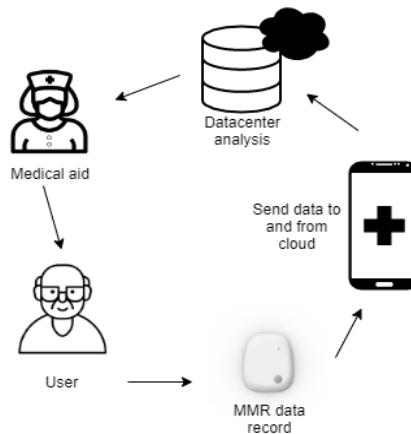 Datacenter
analysis
Medical aid
Send data to
and from
cloud
User
MMR data
record